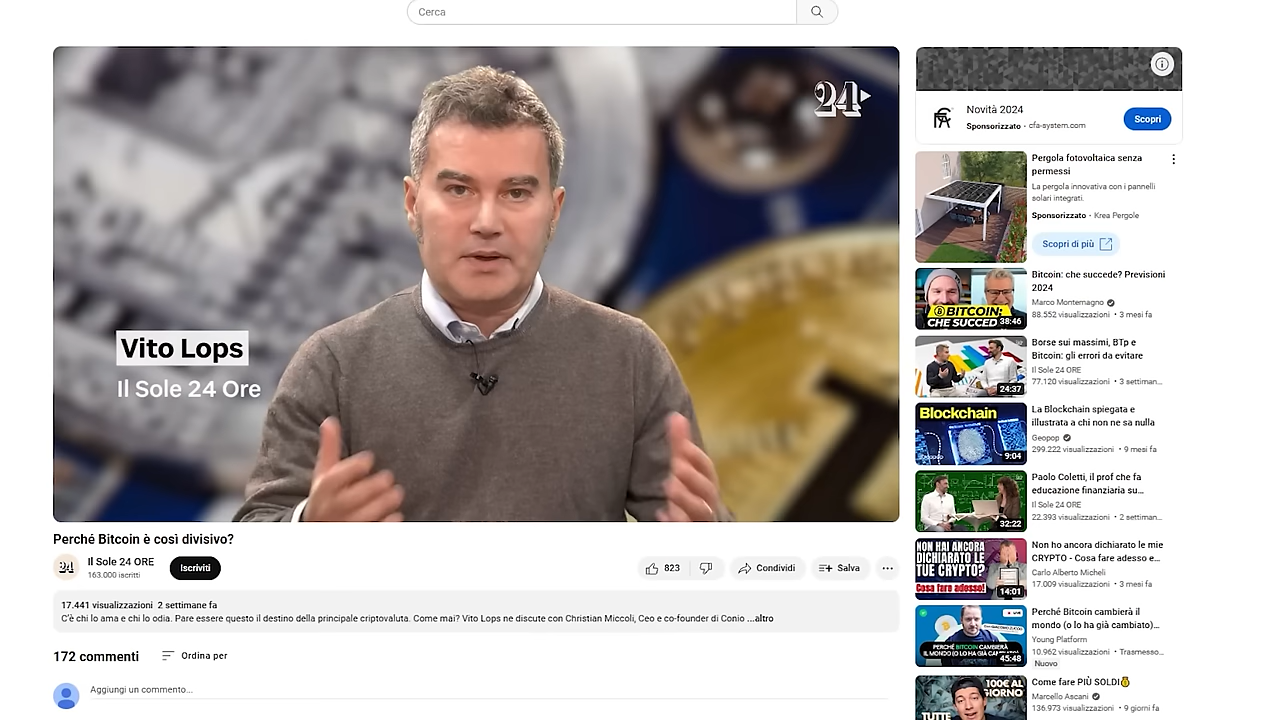 Cerca
24
Vito Lops
Il Sole 24 Ore
Perché Bitcoin è così divisivo?
24
Il Sole 24 ORE
163.000 iscritti
Iscriviti
823
Condividi
Salva
17.441 visualizzazioni 2 settimane fa
C'è chi lo ama e chi lo odia. Pare essere questo il destino della principale criptovaluta. Come mai? Vito Lops ne discute con Christian Miccoli, Ceo e co-founder di Conio ...altro
172 commenti
Ordina per
Aggiungi un commento...
Novità 2024
Sponsorizzato · cfa-system.com
Scopri
Pergola fotovoltaica senza
permessi
La pergola innovativa con i pannelli
solari integrati.
Sponsorizzato · Krea Pergole
Scopri di più
BITCOIN:
CHE SUCCED
38:46
Bitcoin: che succede? Previsioni
2024
Marco Montemagno
88.552 visualizzazioni • 3 mesi fa
24:37
Borse sui massimi, BTp e
Bitcoin: gli errori da evitare
Il Sole 24 ORE
77.120 visualizzazioni • 3 settiman...
Blockchain
9:04
La Blockchain spiegata e
illustrata a chi non ne sa nulla
Geopop
299.222 visualizzazioni • 9 mesi fa
32:22
Paolo Coletti, il prof che fa
educazione finanziaria su...
Il Sole 24 ORE
22.393 visualizzazioni • 2 settiman...
NON HAI ANCORA
DICHIARATO LE
TUE CRYPTO?
Cosa fare adesso!
14:01
Non ho ancora dichiarato le mie
CRYPTO - Cosa fare adesso e...
Carlo Alberto Micheli
17.009 visualizzazioni • 3 mesi fa
PERCHÉ BITCOIN CAMBIERÀ
IL MONDO (O LO HA GIÀ
45:48
Perché Bitcoin cambierà il
mondo (o lo ha già cambiato)...
Young Platform
10.962 visualizzazioni • Trasmesso...
Nuovo
100€ AL
GIORNO
TUTTE
Come fare PIÙ SOLDI💰
Marcello Ascani
136.973 visualizzazioni • 9 giorni fa